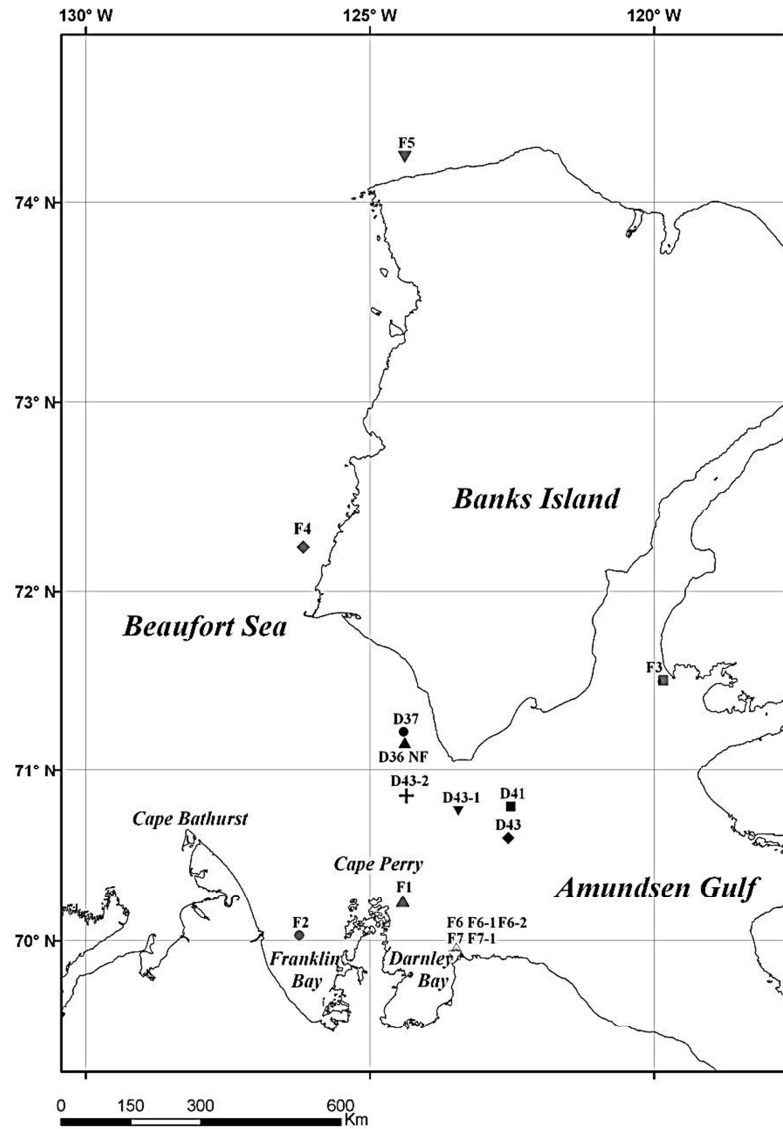 130° W 125° W 120° W
F5
74° N
73° N
Banks Island
F4
72° N
Beaufort Sea
F3
D37
D36 NF
71° N
D43-2
D43-1 D41
D43
Cape Bathurst
Cape Perry
F1
Amundsen Gulf
F2
F6 F6-1 F6-2
F7 F7-1
70° N
Franklin
Bay
Darnley
Bay
0 150 300 600
Km